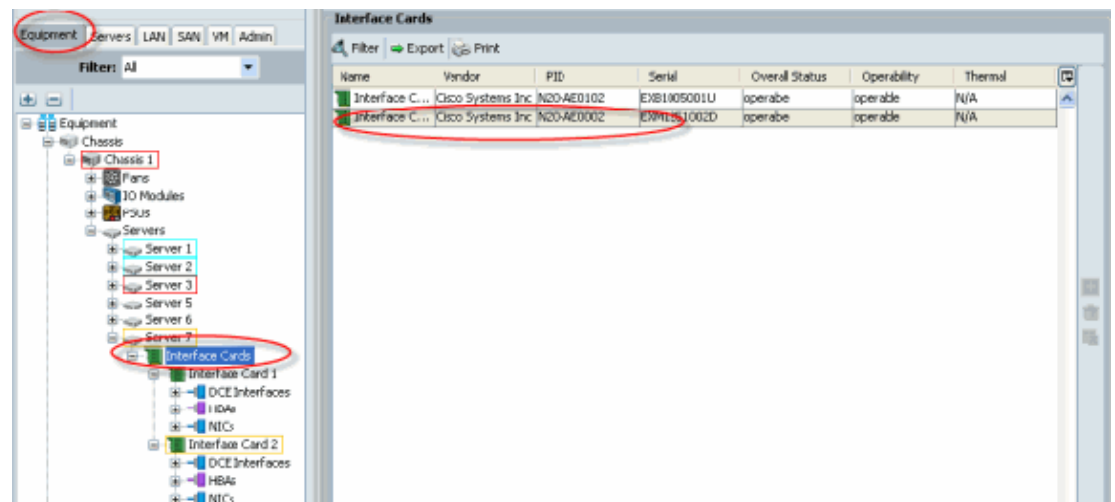 Equipment Servers LAN SAN VM Admin
Filter: All
Equipment
Chassis
Chassis 1
Fans
IO Modules
PSUs
Servers
Server 1
Server 2
Server 3
Server 5
Server 6
Server 7
Interface Cards
Interface Card 1
DCE Interfaces
HBAs
NICs
Interface Card 2
DCE Interfaces
HBAs
NICs
Interface Cards
Filter Export Print
Name Vendor PID Serial Overall Status Operability Thermal
Interface C... Cisco Systems Inc N20-AE0102 EXB1005001U operable operable N/A
Interface C... Cisco Systems Inc N20-AE0002 operable operable N/A